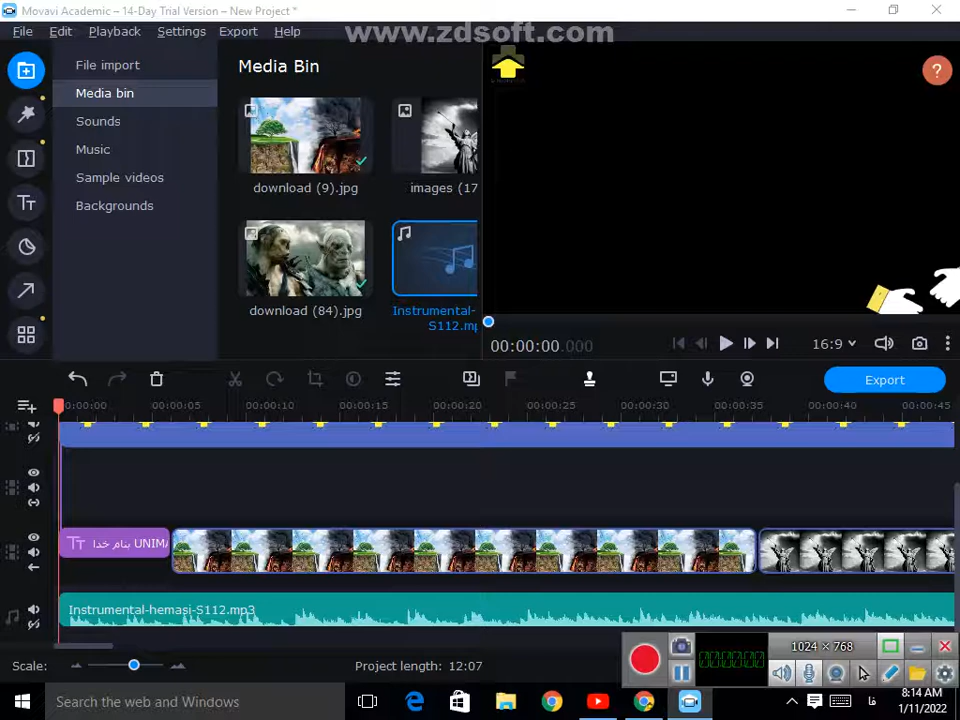 Movavi Academic – 14-Day Trial Version – New Project *
File Edit Playback Settings Export Help
www.zdsoft.com
File import
Media bin
Sounds
Music
Sample videos
Backgrounds
Media Bin
download (9).jpg
images (17
download (84).jpg
Instrumental-
S112.mp
?
00:00:00.000
16:9
Export
0:00:00 00:00:05 00:00:10 00:00:15 00:00:20 00:00:25 00:00:30 00:00:35 00:00:40 00:00:45
بنام خدا UNIMA
Instrumental-hemasi-S112.mp3
Scale:
Project length: 12:07
1024 × 768
00:00:00
Search the web and Windows
فا
8:14 AM
1/11/2022